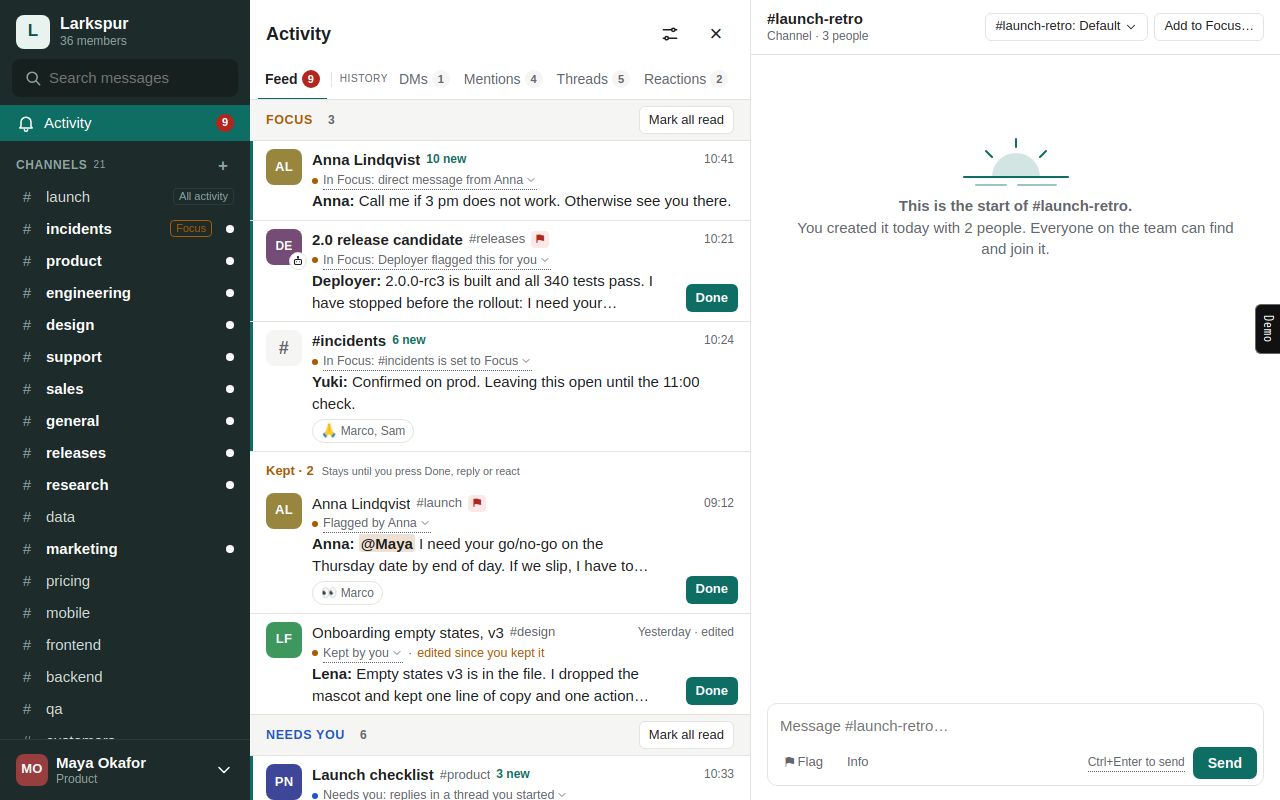 L
Larkspur
36 members
Search messages
Activity 9
CHANNELS 21 +
# launch All activity
# incidents Focus
# product
# engineering
# design
# support
# sales
# general
# releases
# research
# data
# marketing
# pricing
# mobile
# frontend
# backend
# qa
MO
Maya Okafor
Product
Activity
Feed 9 HISTORY DMs 1 Mentions 4 Threads 5 Reactions 2
FOCUS 3 Mark all read
AL
Anna Lindqvist 10 new 10:41
In Focus: direct message from Anna
Anna: Call me if 3 pm does not work. Otherwise see you there.
DE
2.0 release candidate #releases 10:21
In Focus: Deployer flagged this for you
Deployer: 2.0.0-rc3 is built and all 340 tests pass. I
have stopped before the rollout: I need your…
Done
#
#incidents 6 new 10:24
In Focus: #incidents is set to Focus
Yuki: Confirmed on prod. Leaving this open until the 11:00
check.
🙏 Marco, Sam
Kept · 2 Stays until you press Done, reply or react
AL
Anna Lindqvist #launch 09:12
Flagged by Anna
Anna: @Maya I need your go/no-go on the
Thursday date by end of day. If we slip, I have to…
👀 Marco
Done
LF
Onboarding empty states, v3 #design Yesterday · edited
Kept by you · edited since you kept it
Lena: Empty states v3 is in the file. I dropped the
mascot and kept one line of copy and one action…
Done
NEEDS YOU 6 Mark all read
PN
Launch checklist #product 3 new 10:33
Needs you: replies in a thread you started
#launch-retro
Channel · 3 people
#launch-retro: Default
Add to Focus…
This is the start of #launch-retro.
You created it today with 2 people. Everyone on the team can find
and join it.
Demo
Message #launch-retro…
Flag Info Ctrl+Enter to send Send